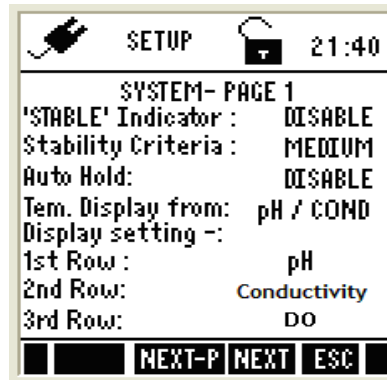 SETUP 21:40
SYSTEM- PAGE 1
'STABLE' Indicator : DISABLE
Stability Criteria : MEDIUM
Auto Hold: DISABLE
Tem. Display from: pH / COND
Display setting -:
1st Row : pH
2nd Row: Conductivity
3rd Row: DO
NEXT-P NEXT ESC